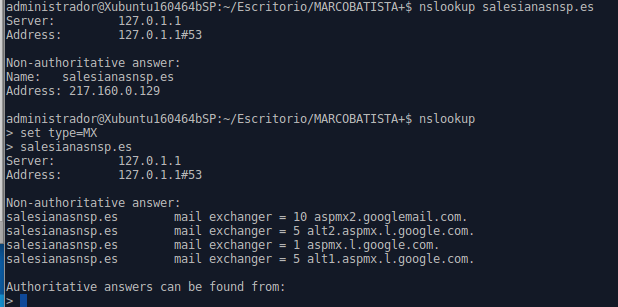 administrador@Xubuntu160464bSP:~/Escritorio/MARCOBATISTA+$ nslookup salesianasnsp.es
Server: 127.0.1.1
Address: 127.0.1.1#53
Non-authoritative answer:
Name: salesianasnsp.es
Address: 217.160.0.129
administrador@Xubuntu160464bSP:~/Escritorio/MARCOBATISTA+$ nslookup
> set type=MX
> salesianasnsp.es
Server: 127.0.1.1
Address: 127.0.1.1#53
Non-authoritative answer:
salesianasnsp.es mail exchanger = 10 aspmx2.googlemail.com.
salesianasnsp.es mail exchanger = 5 alt2.aspmx.l.google.com.
salesianasnsp.es mail exchanger = 1 aspmx.l.google.com.
salesianasnsp.es mail exchanger = 5 alt1.aspmx.l.google.com.
Authoritative answers can be found from:
>